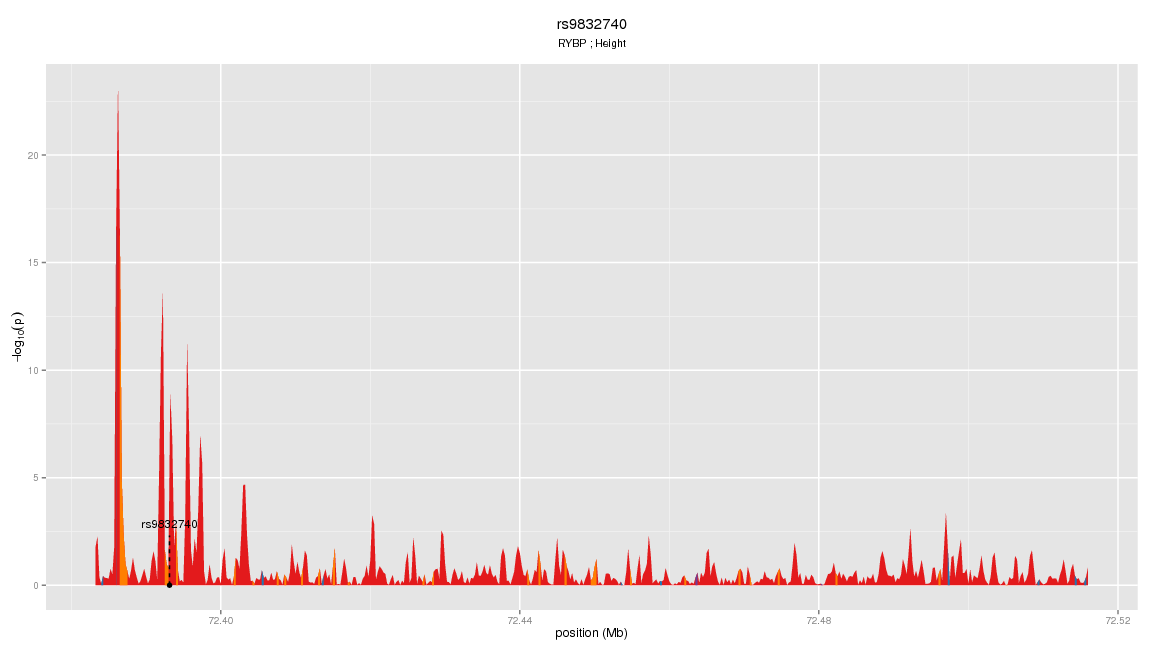 rs9832740
RYBP ; Height
20
15
10
5
0
−log10(p)
rs9832740
72.40
72.44
72.48
72.52
position (Mb)